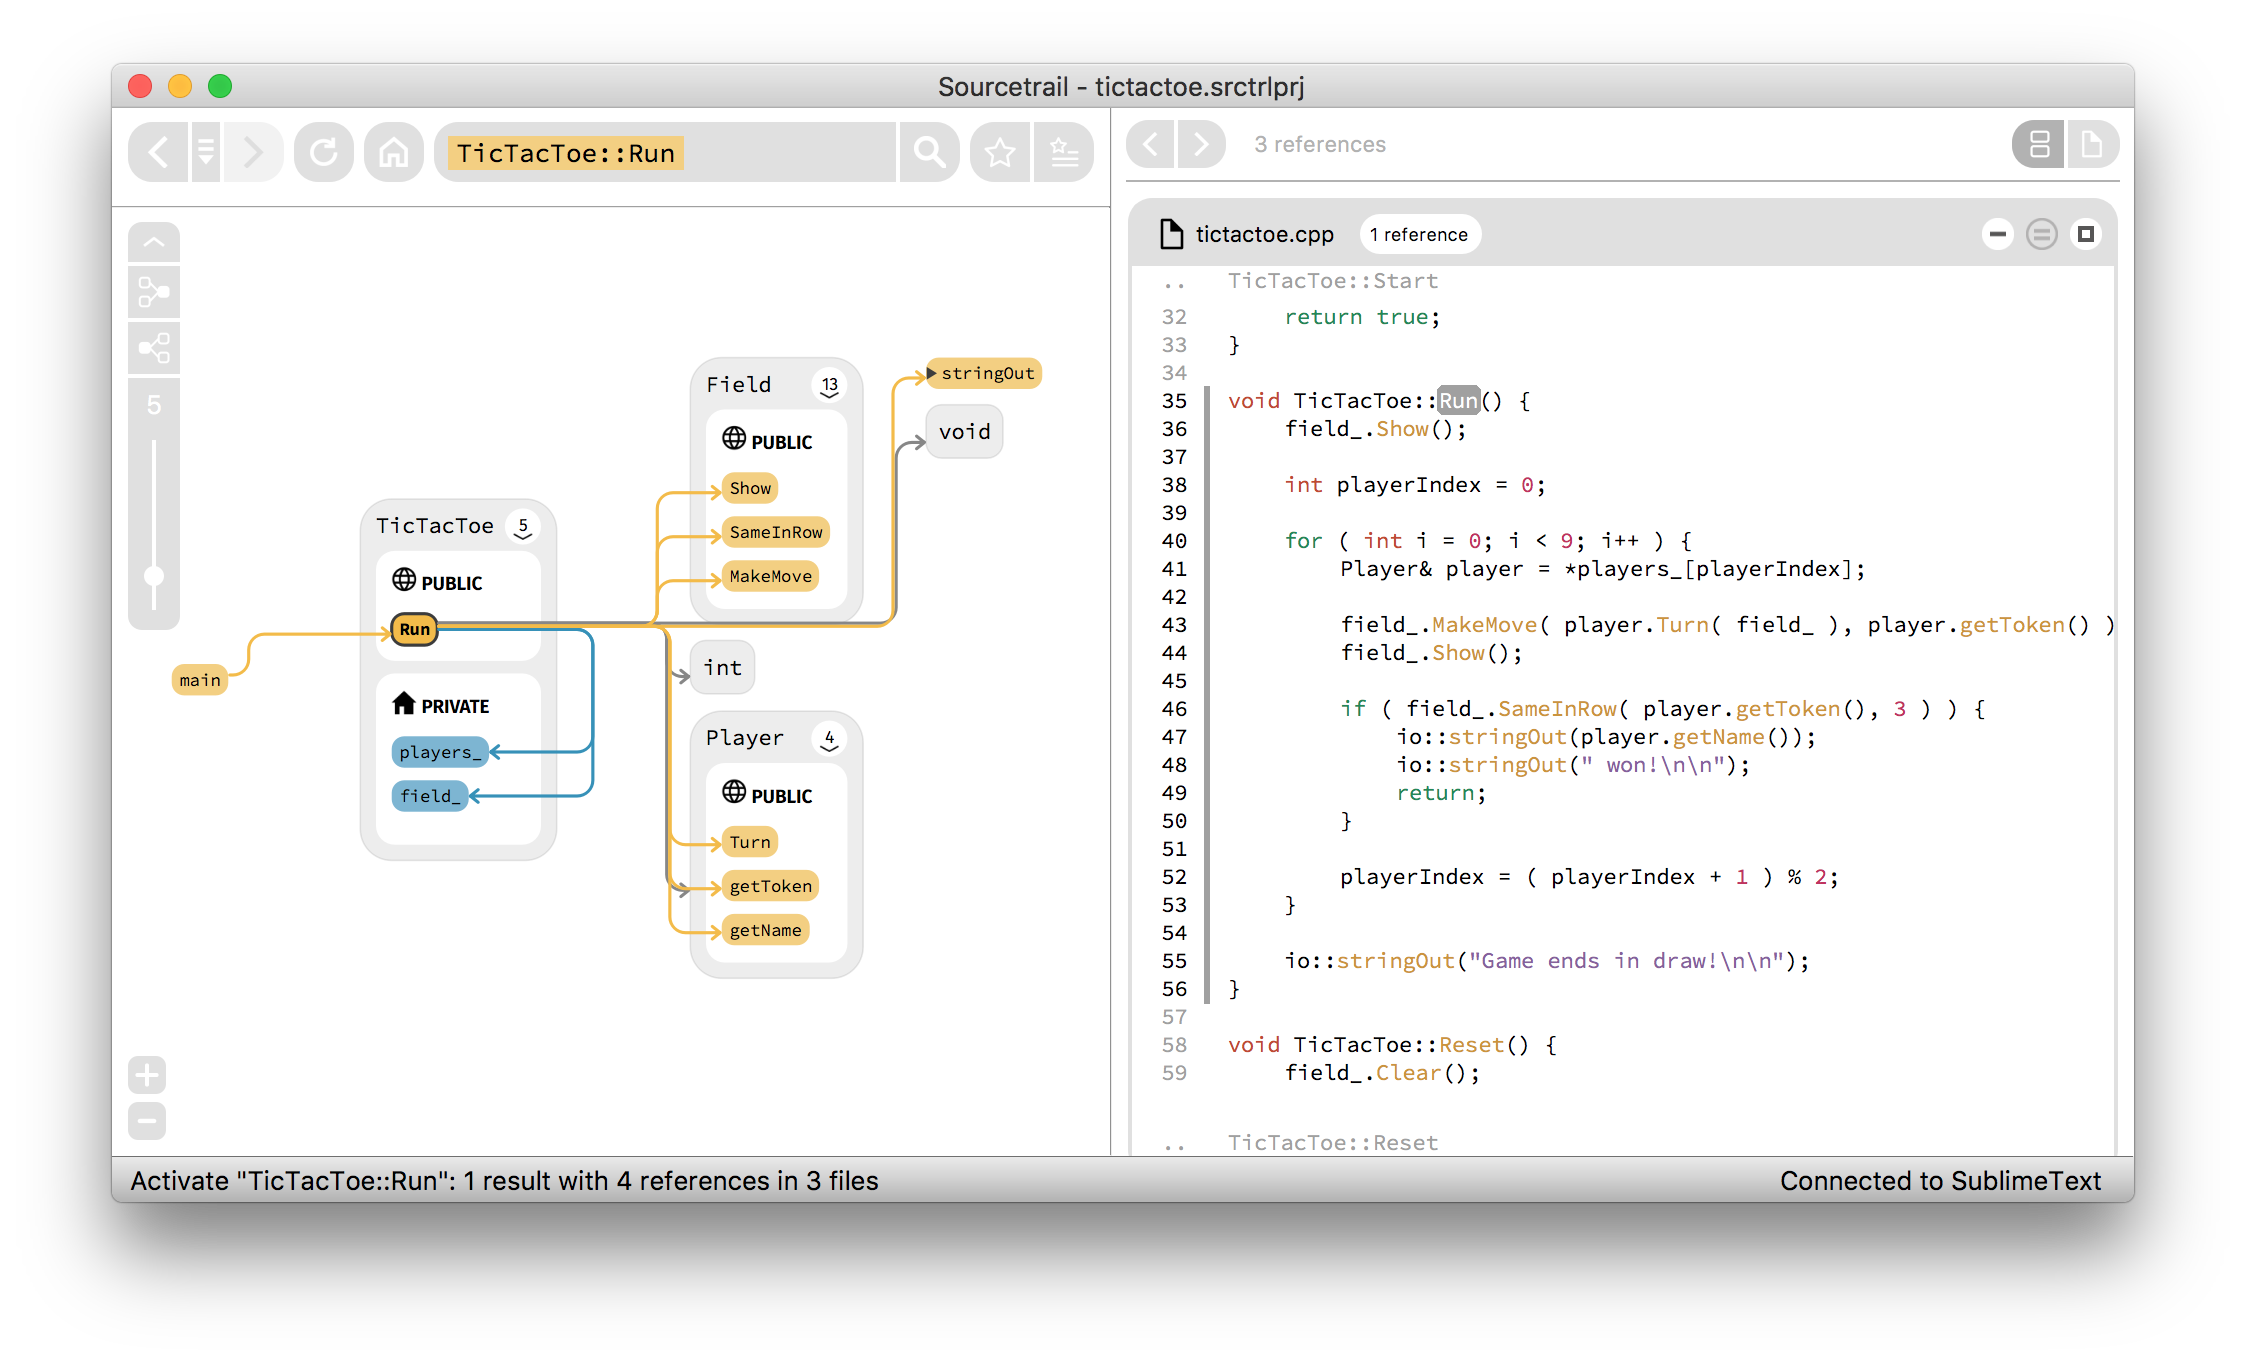 Sourcetrail - tictactoe.srctrlprj
TicTacToe::Run
3 references
5
Field 13
PUBLIC
Show
SameInRow
MakeMove
stringOut
void
TicTacToe 5
PUBLIC
Run
PRIVATE
players_
field_
main
int
Player 4
PUBLIC
Turn
getToken
getName
tictactoe.cpp 1 reference
.. TicTacToe::Start
32     return true;
33 }
34
35 void TicTacToe::Run() {
36     field_.Show();
37
38     int playerIndex = 0;
39
40     for ( int i = 0; i < 9; i++ ) {
41         Player& player = *players_[playerIndex];
42
43         field_.MakeMove( player.Turn( field_ ), player.getToken() )
44         field_.Show();
45
46         if ( field_.SameInRow( player.getToken(), 3 ) ) {
47             io::stringOut(player.getName());
48             io::stringOut(" won!\n\n");
49             return;
50         }
51
52         playerIndex = ( playerIndex + 1 ) % 2;
53     }
54
55     io::stringOut("Game ends in draw!\n\n");
56 }
57
58 void TicTacToe::Reset() {
59     field_.Clear();
.. TicTacToe::Reset
Activate "TicTacToe::Run": 1 result with 4 references in 3 files
Connected to SublimeText